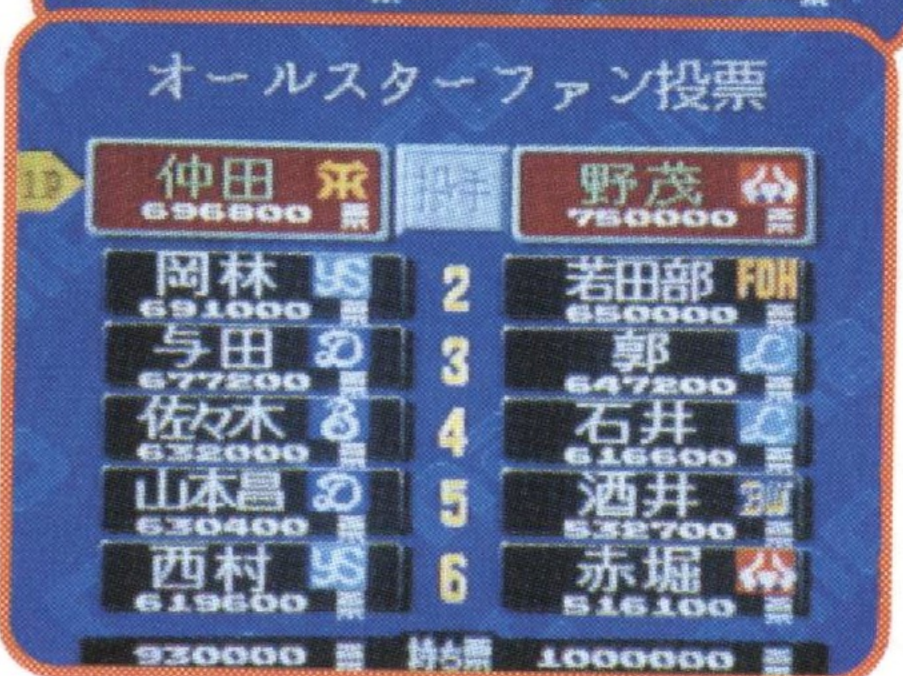 オールスターファン投票
1P 仲田 投手 野茂
696800票 750000票
岡林 YS 2 若田部 FDH
691000票 650000票
与田 D 3 郭 L
677200票 647200票
佐々木 4 石井 L
632000票 616600票
山本昌 D 5 酒井 BW
630400票 532700票
西村 YS 6 赤堀
619600票 516100票
930000票 持ち票 1000000票